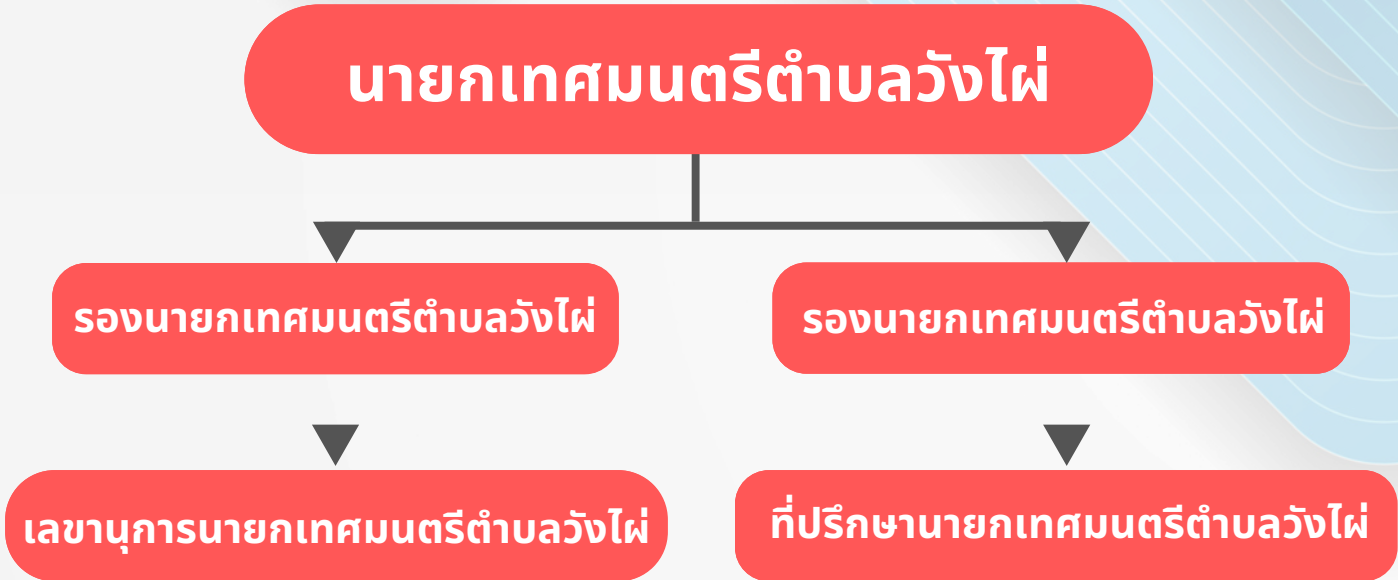 นายกเทศมนตรีตำบลวังไผ่
รองนายกเทศมนตรีตำบลวังไผ่
รองนายกเทศมนตรีตำบลวังไผ่
เลขานุการนายกเทศมนตรีตำบลวังไผ่
ที่ปรึกษานายกเทศมนตรีตำบลวังไผ่